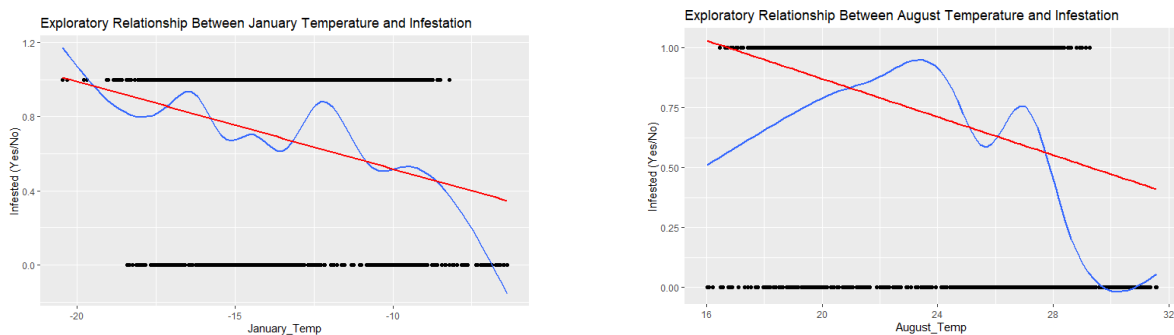 Exploratory Relationship Between January Temperature and Infestation
1.2
0.8
0.4
0.0
Infested (Yes/No)
-20
-15
-10
January_Temp
Exploratory Relationship Between August Temperature and Infestation
1.00
0.75
0.50
0.25
0.00
Infested (Yes/No)
16
20
24
28
32
August_Temp